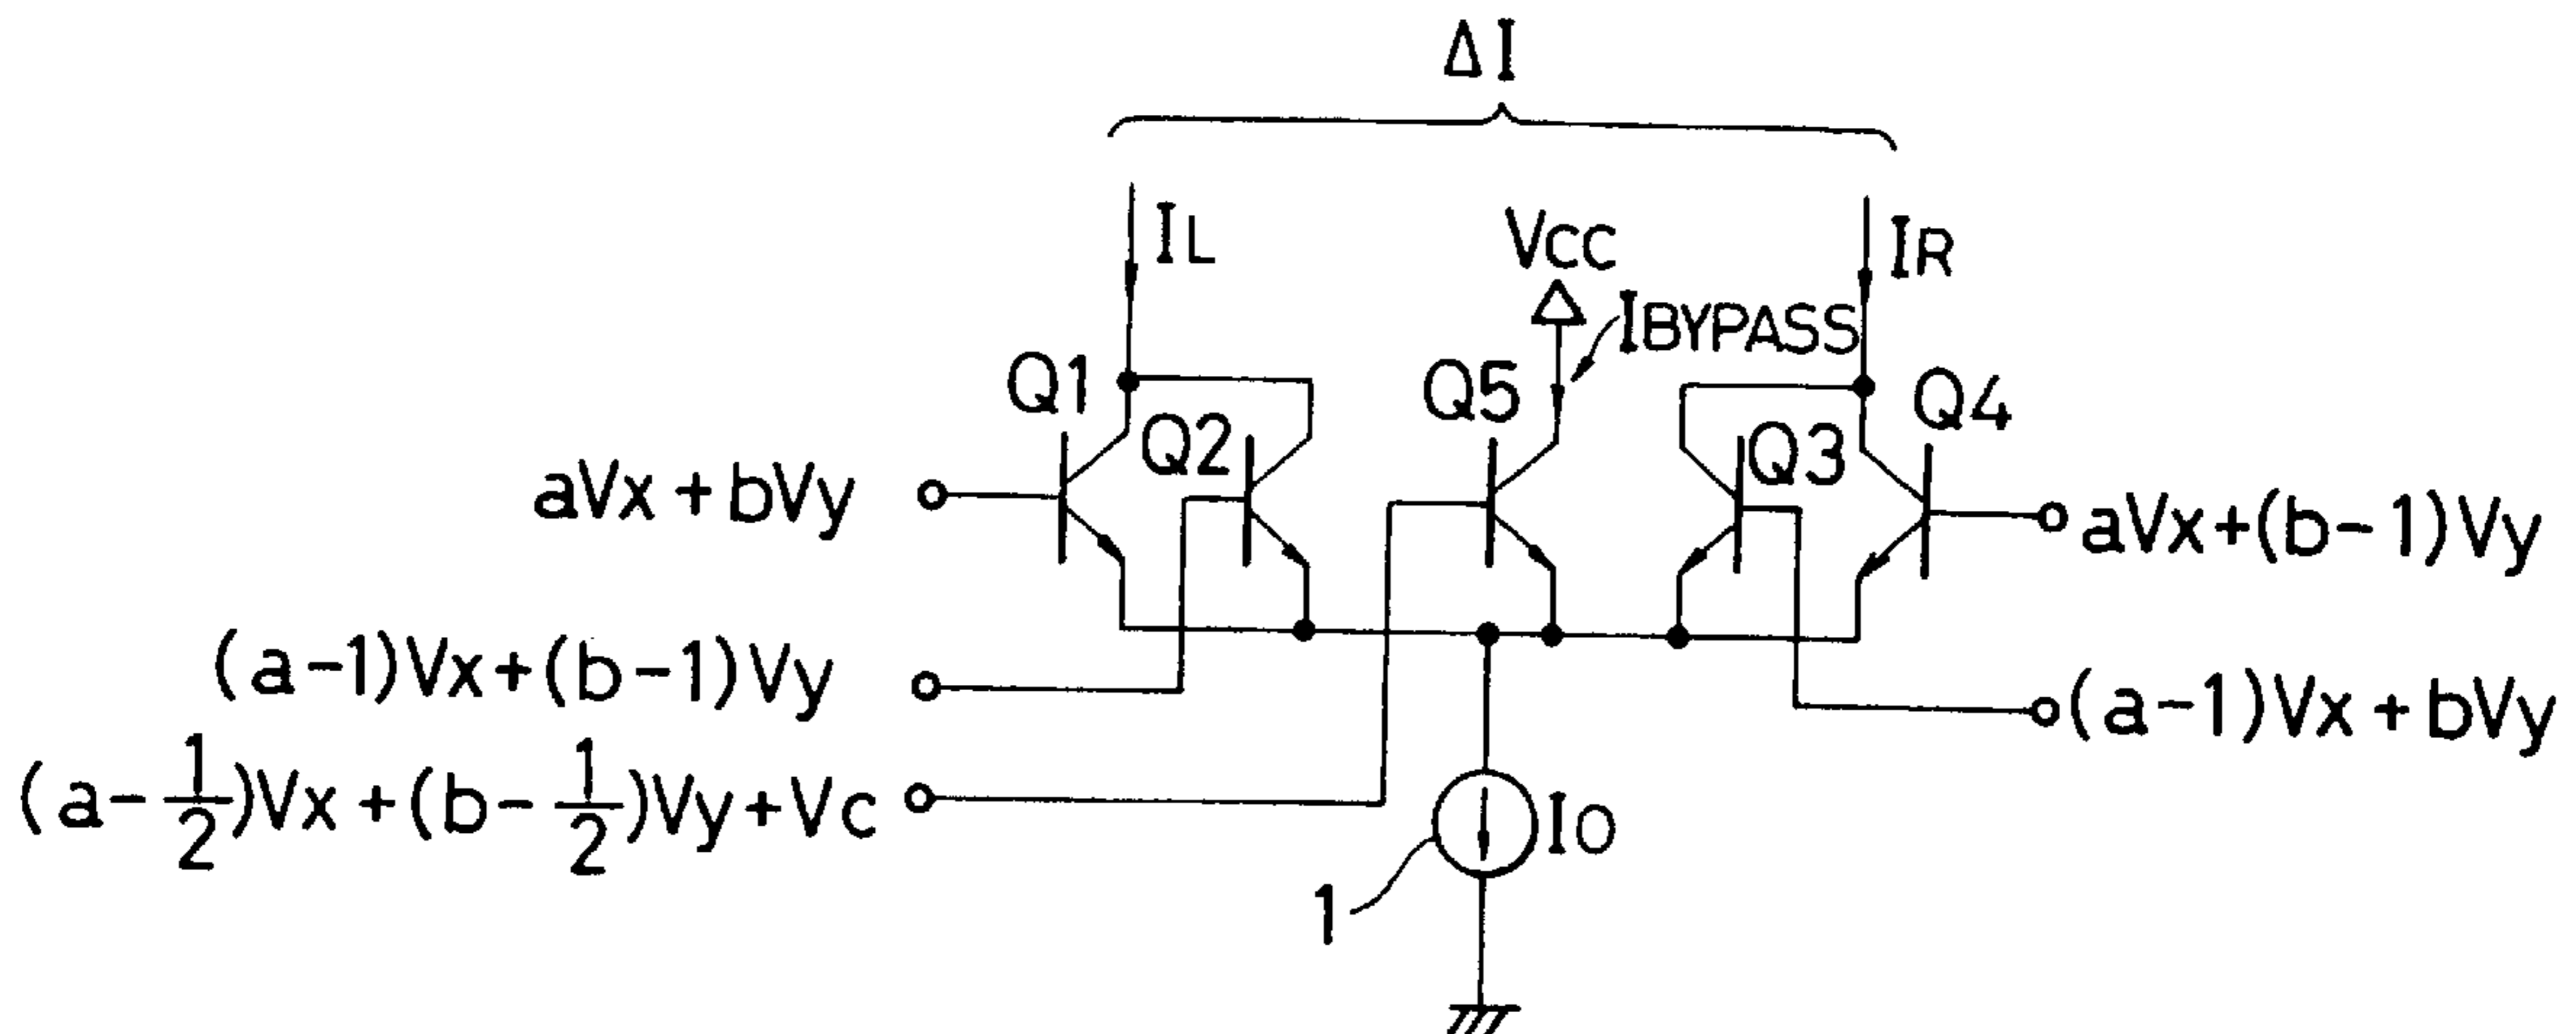 ΔI
IL
VCC
IR
IBYPASS
Q1
Q2
Q5
Q3
Q4
aVx + bVy
aVx+(b-1)Vy
(a-1)Vx+(b-1)Vy
(a-1)Vx+bVy
(a-1/2)Vx+(b-1/2)Vy+Vc
IO
1